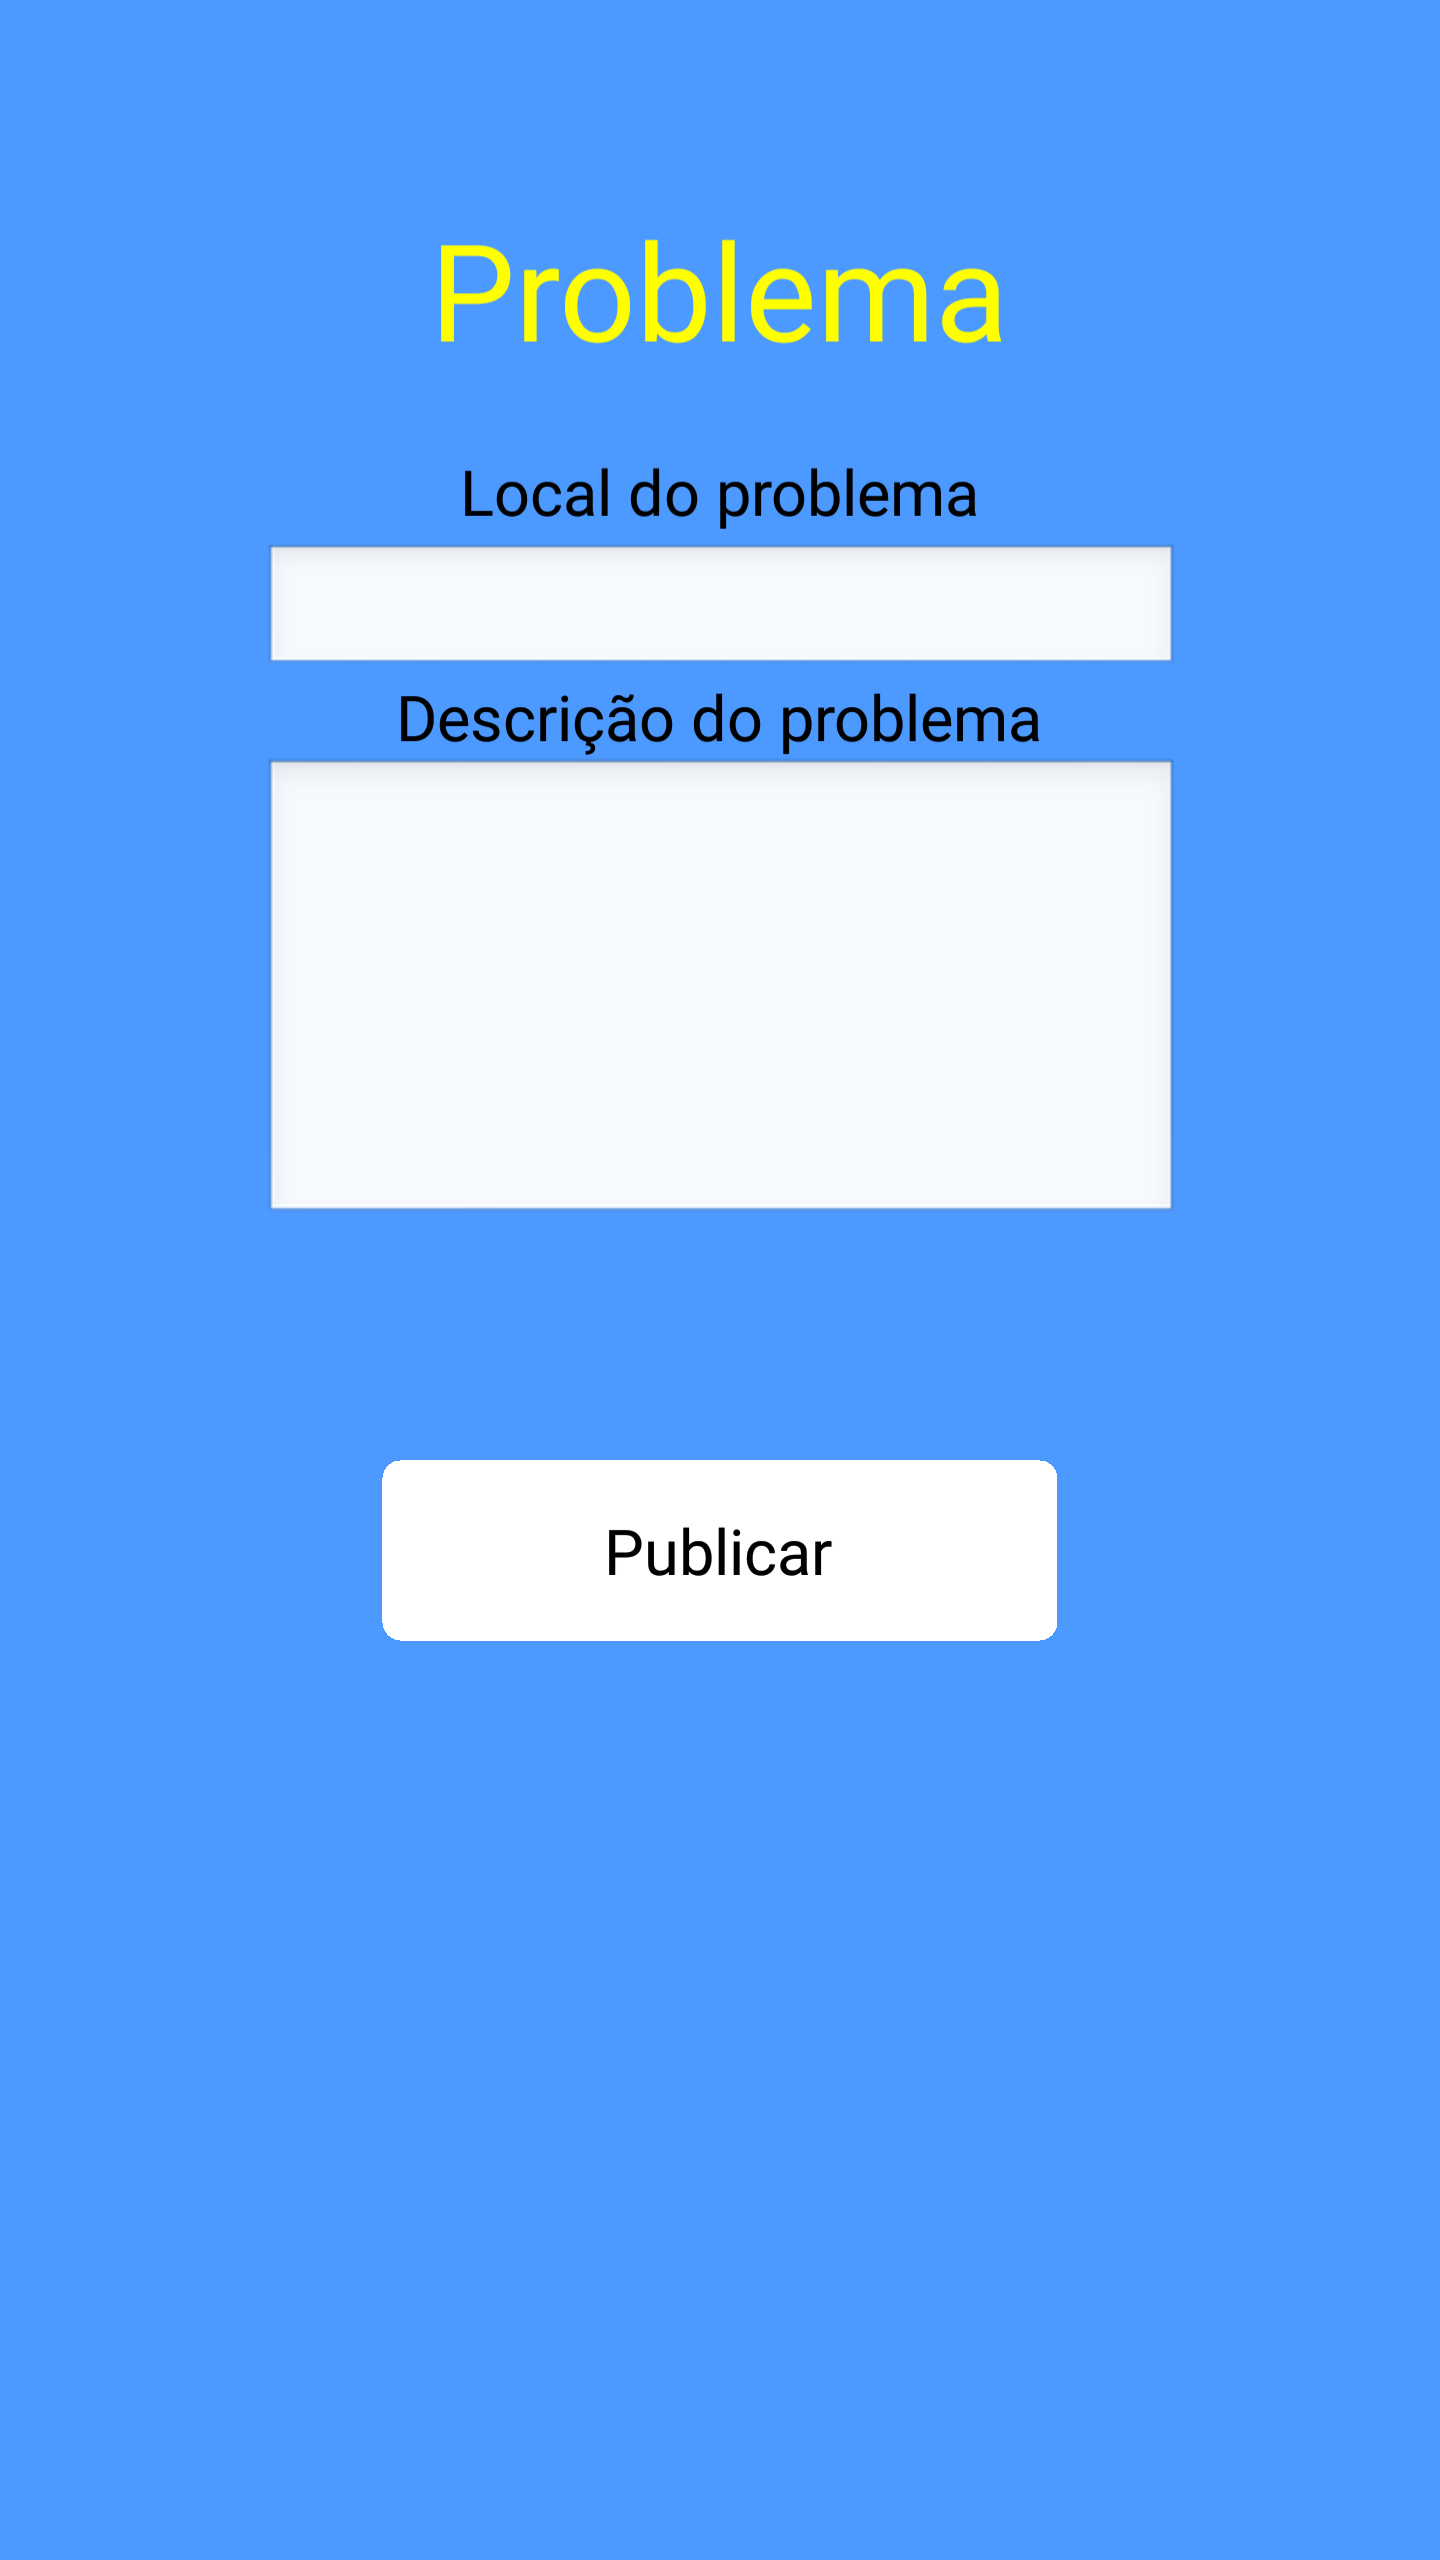 Problema
Local do problema
Descrição do problema
Publicar